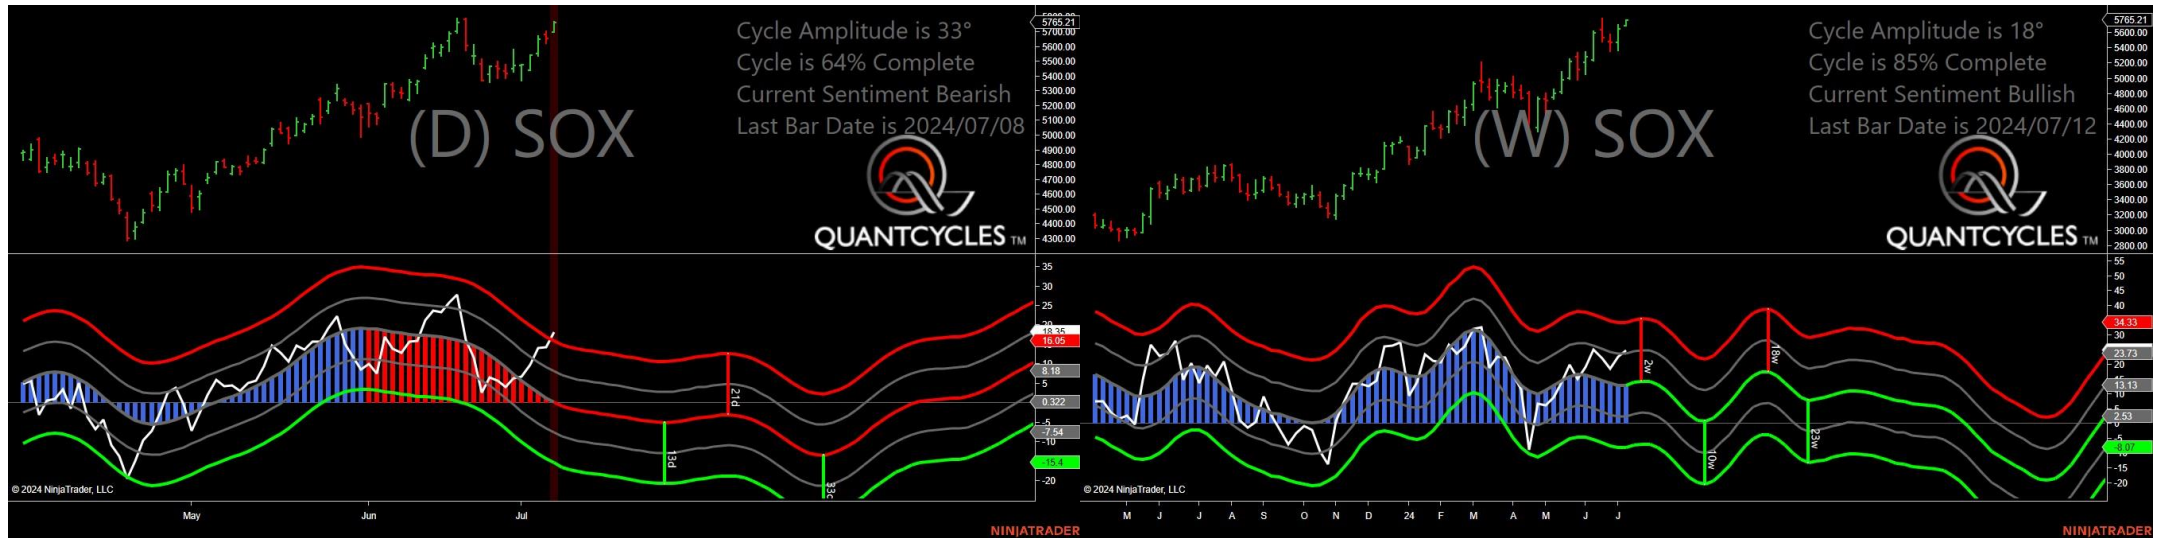 Cycle Amplitude is 33°
Cycle is 64% Complete
Current Sentiment Bearish
Last Bar Date is 2024/07/08
(D) SOX
QUANTCYCLES TM
5765.21
5700.00
5600.00
5500.00
5400.00
5300.00
5200.00
5100.00
5000.00
4900.00
4800.00
4700.00
4600.00
4500.00
4400.00
4300.00
35
30
25
18.35
16.05
10
8.18
5
0.322
-5
-7.54
-10
-15.4
-20
21d
13d
© 2024 NinjaTrader, LLC
May
Jun
Jul
NINJATRADER
Cycle Amplitude is 18°
Cycle is 85% Complete
Current Sentiment Bullish
Last Bar Date is 2024/07/12
(W) SOX
QUANTCYCLES TM
5765.21
5600.00
5400.00
5200.00
5000.00
4800.00
4600.00
4400.00
4200.00
4000.00
3800.00
3600.00
3400.00
3200.00
3000.00
2800.00
55
50
45
40
34.33
23.73
20
13.13
2.53
-5
-8.07
-15
-20
2w
18w
10w
23w
© 2024 NinjaTrader, LLC
M J J A S O N D 24 F M A M J J
NINJATRADER